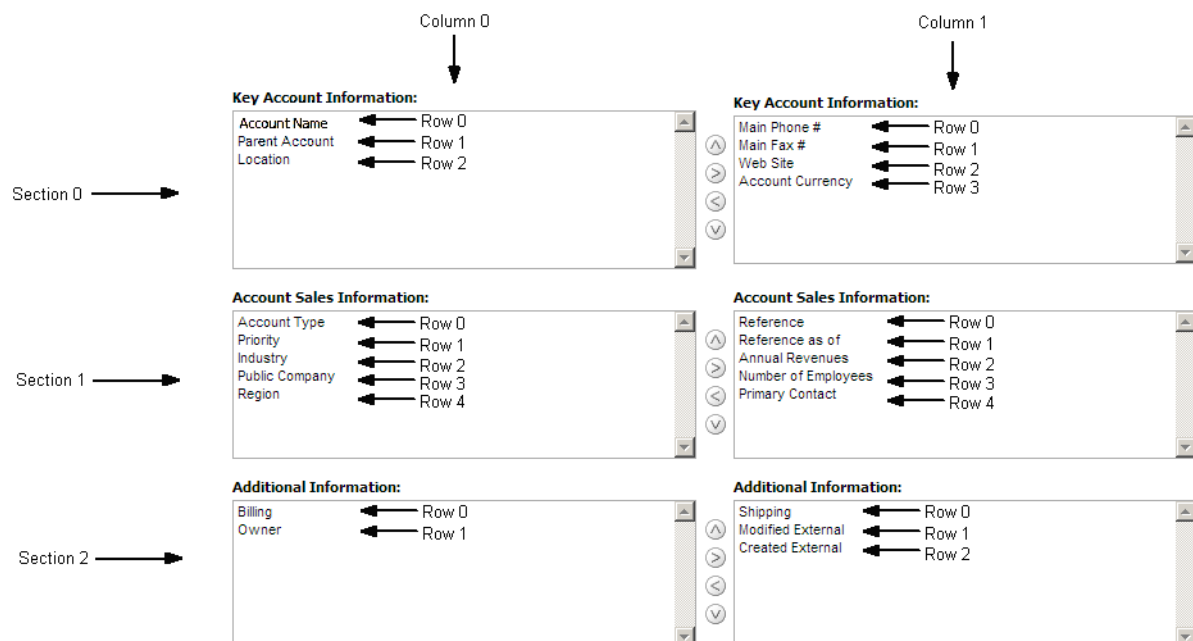 Column 0
Column 1
Key Account Information:
Key Account Information:
Account Name Row 0
Parent Account Row 1
Location Row 2
Main Phone # Row 0
Main Fax # Row 1
Web Site Row 2
Account Currency Row 3
Section 0
Account Sales Information:
Account Sales Information:
Account Type Row 0
Priority Row 1
Industry Row 2
Public Company Row 3
Region Row 4
Reference Row 0
Reference as of Row 1
Annual Revenues Row 2
Number of Employees Row 3
Primary Contact Row 4
Section 1
Additional Information:
Additional Information:
Billing Row 0
Owner Row 1
Shipping Row 0
Modified External Row 1
Created External Row 2
Section 2